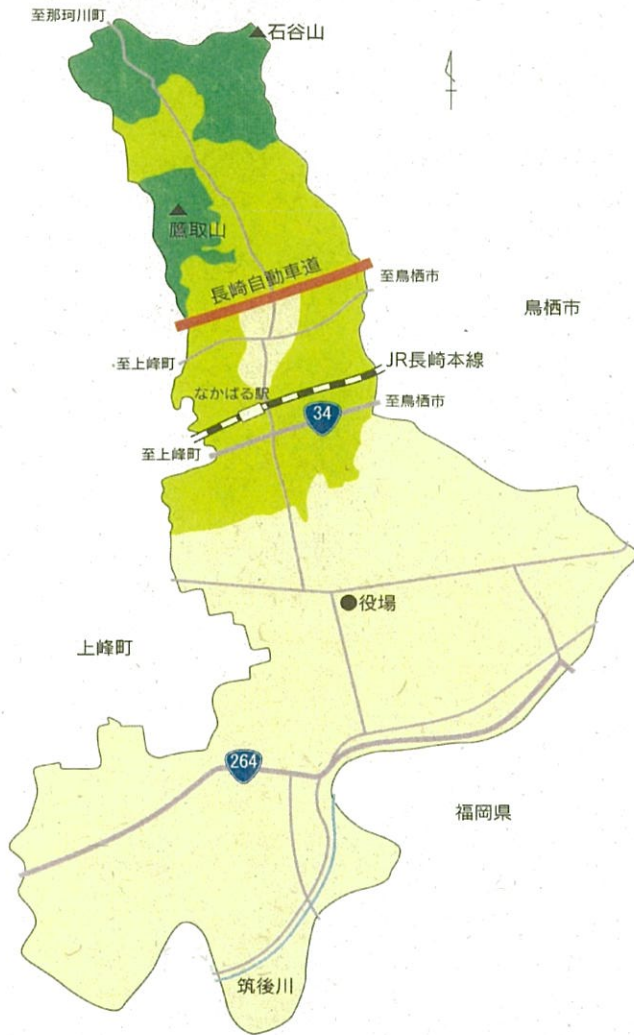 至那珂川町
石谷山
鷹取山
長崎自動車道
至鳥栖市
鳥栖市
至上峰町
JR長崎本線
なかばる駅
至鳥栖市
34
至上峰町
役場
上峰町
264
福岡県
筑後川